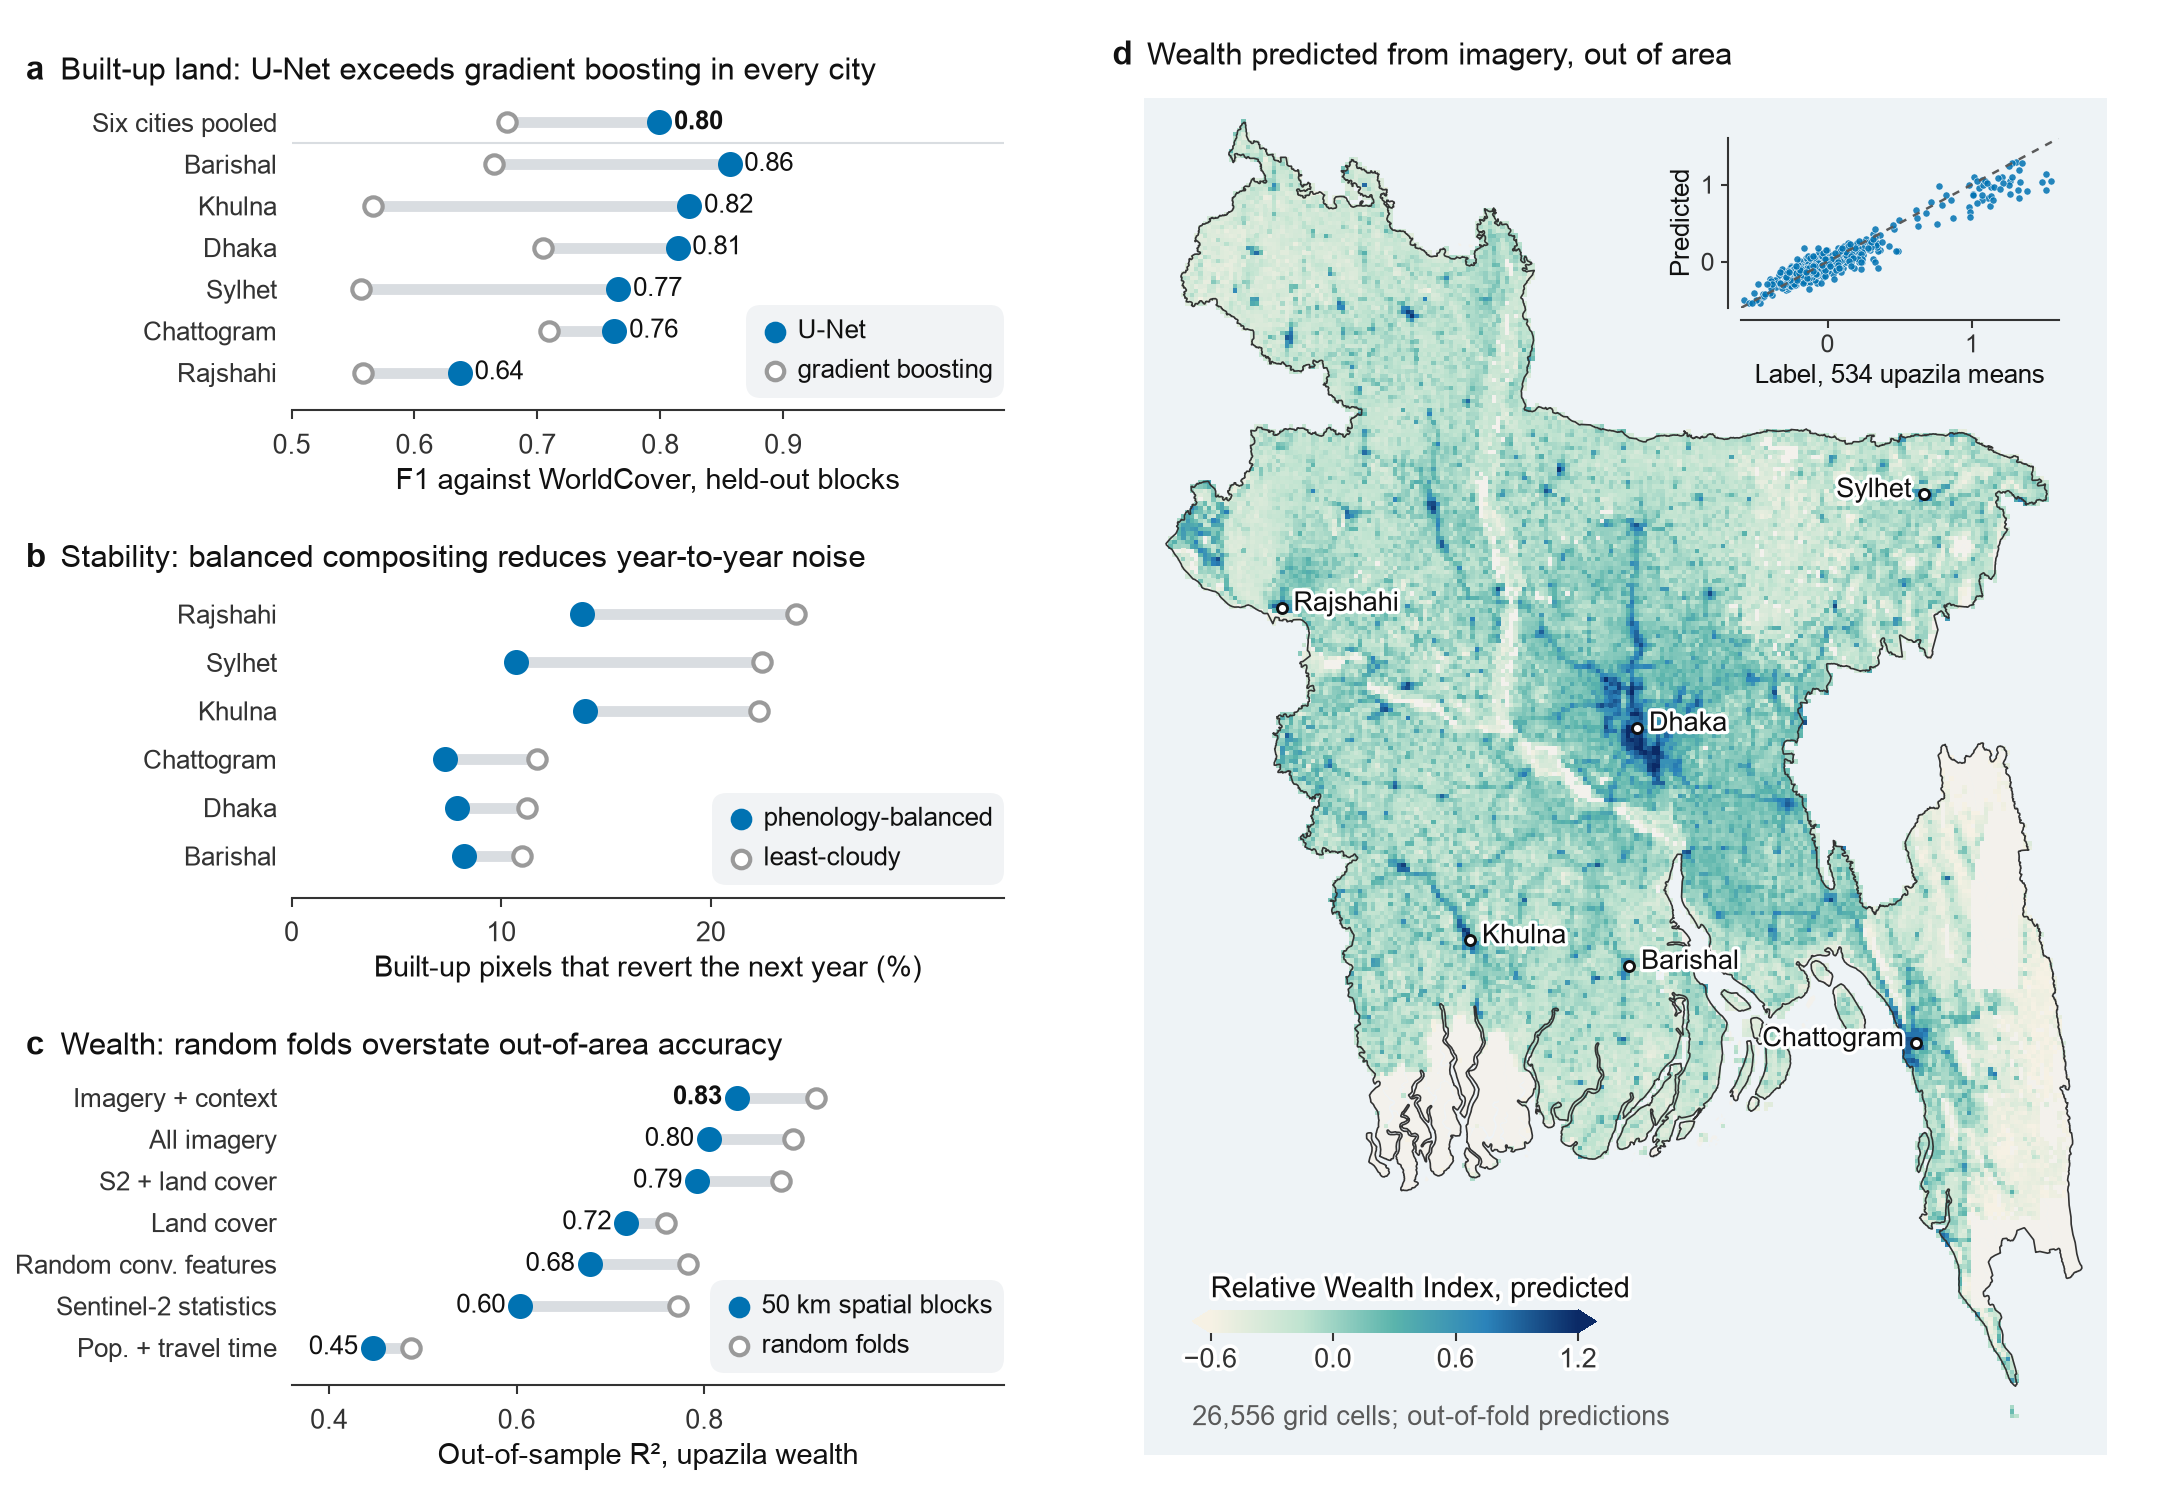 a Built-up land: U-Net exceeds gradient boosting in every city
Six cities pooled 0.80
Barishal 0.86
Khulna 0.82
Dhaka 0.81
Sylhet 0.77
Chattogram 0.76
Rajshahi 0.64
U-Net
gradient boosting
0.5 0.6 0.7 0.8 0.9
F1 against WorldCover, held-out blocks
b Stability: balanced compositing reduces year-to-year noise
Rajshahi
Sylhet
Khulna
Chattogram
Dhaka
Barishal
phenology-balanced
least-cloudy
0 10 20
Built-up pixels that revert the next year (%)
c Wealth: random folds overstate out-of-area accuracy
Imagery + context 0.83
All imagery 0.80
S2 + land cover 0.79
Land cover 0.72
Random conv. features 0.68
Sentinel-2 statistics 0.60
Pop. + travel time 0.45
50 km spatial blocks
random folds
0.4 0.6 0.8
Out-of-sample R², upazila wealth
d Wealth predicted from imagery, out of area
Predicted
1
0
0 1
Label, 534 upazila means
Sylhet
Rajshahi
Dhaka
Khulna
Barishal
Chattogram
Relative Wealth Index, predicted
−0.6 0.0 0.6 1.2
26,556 grid cells; out-of-fold predictions